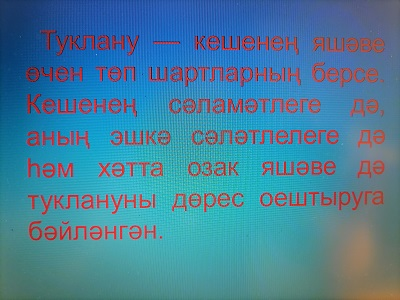 Туклану — кешенең яшәве
өчен төп шартларның берсе.
Кешенең сәламәтлеге дә,
аның эшкә сәләтлелеге дә
һәм хәтта озак яшәве дә
туклануны дөрес оештыруга
бәйләнгән.